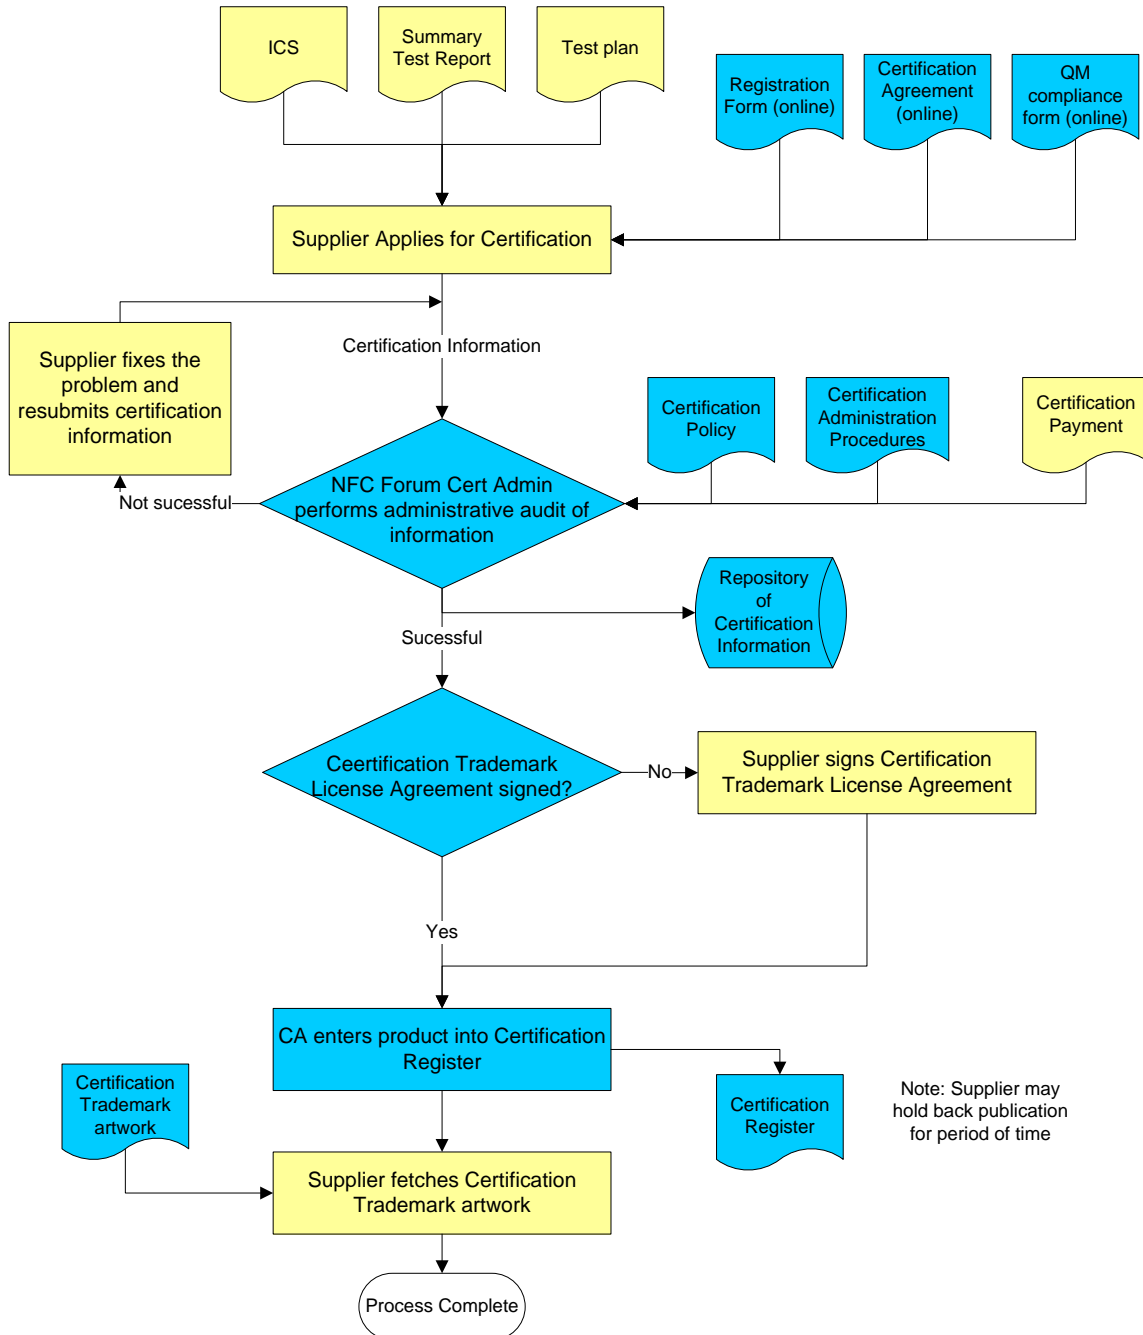 ICS
Summary
Test Report
Test plan
Registration
Form (online)
Certification
Agreement
(online)
QM
compliance
form (online)
Supplier Applies for Certification
Supplier fixes the
problem and
resubmits certification
information
Certification Information
Certification
Policy
Certification
Administration
Procedures
Certification
Payment
Not sucessful
NFC Forum Cert Admin
performs administrative audit of
information
Repository
of
Certification
Information
Sucessful
Ceertification Trademark
License Agreement signed?
No
Supplier signs Certification
Trademark License Agreement
Yes
CA enters product into Certification
Register
Certification
Trademark
artwork
Certification
Register
Note: Supplier may
hold back publication
for period of time
Supplier fetches Certification
Trademark artwork
Process Complete